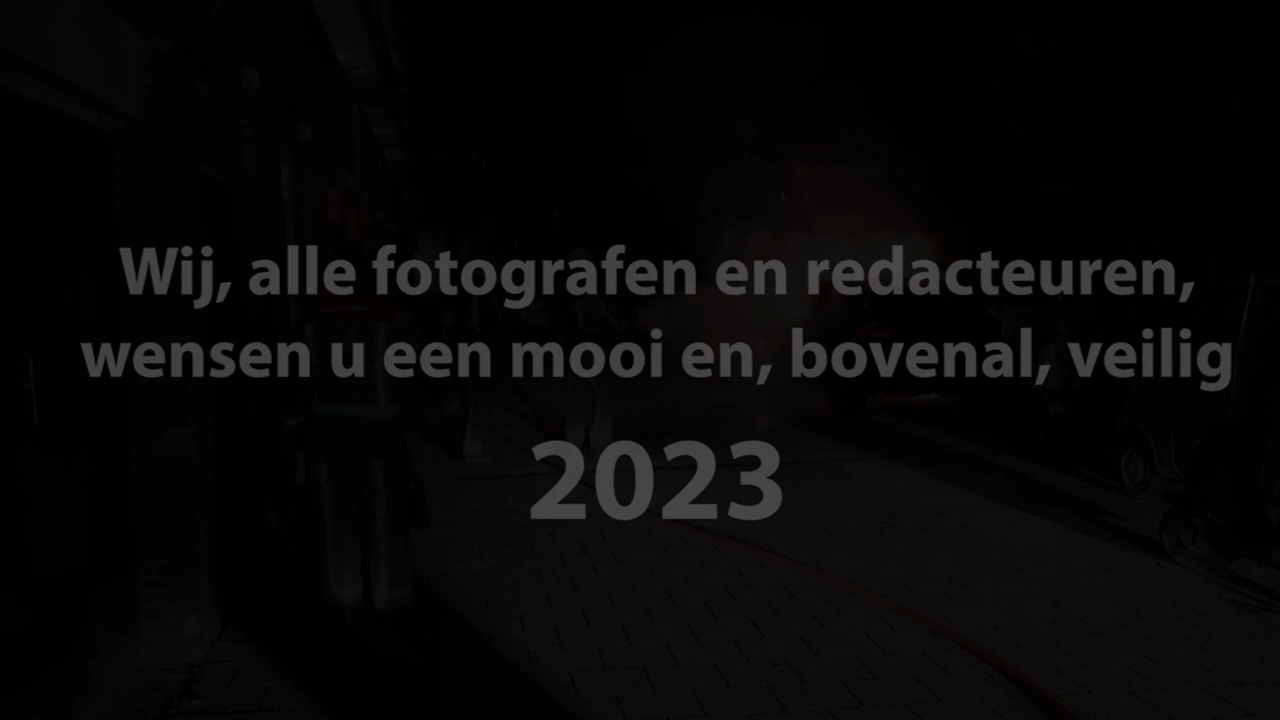 Wij, alle fotografen en redacteuren,
wensen u een mooi en, bovenal, veilig
2023